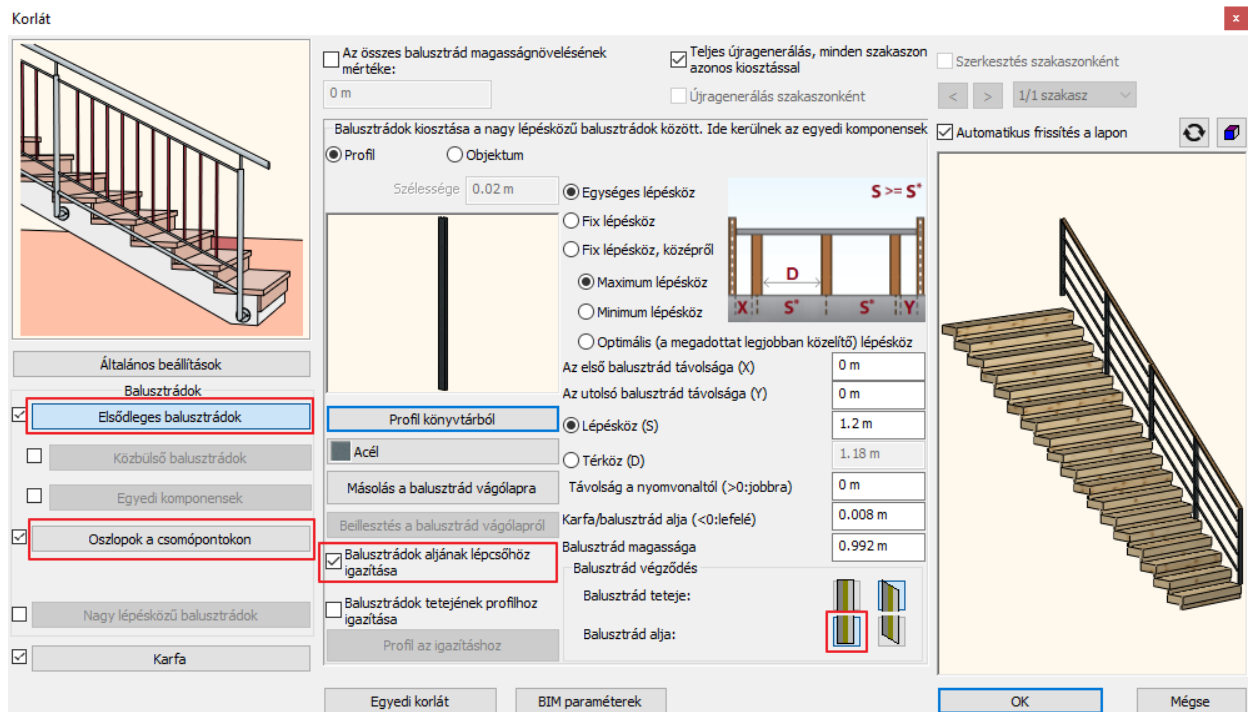 Korlát
x
Az összes balusztrád magasságnövelésének
mértéke:
0 m
Teljes újragenerálás, minden szakaszon
azonos kiosztással
Újragenerálás szakaszonként
Szerkesztés szakaszonként
<
>
1/1 szakasz
Automatikus frissítés a lapon
Általános beállítások
Balusztrádok
Elsődleges balusztrádok
Közbülső balusztrádok
Egyedi komponensek
Oszlopok a csomópontokon
Nagy lépésközű balusztrádok
Karfa
Balusztrádok kiosztása a nagy lépésközű balusztrádok között. Ide kerülnek az egyedi komponensek
Profil
Objektum
Szélessége
0.02 m
Profil könyvtárból
Acél
Másolás a balusztrád vágólapra
Beillesztés a balusztrád vágólapról
Balusztrádok aljának lépcsőhöz
igazítása
Balusztrádok tetejének profilhoz
igazítása
Profil az igazításhoz
Egységes lépésköz
Fix lépésköz
Fix lépésköz, középről
Maximum lépésköz
Minimum lépésköz
Optimális (a megadottat legjobban közelítő) lépésköz
S >= S*
D
X S* S* Y
Az első balusztrád távolsága (X)
0 m
Az utolsó balusztrád távolsága (Y)
0 m
Lépésköz (S)
1.2 m
Térköz (D)
1.18 m
Távolság a nyomvonaltól (>0:jobbra)
0 m
Karfa/balusztrád alja (<0:lefelé)
0.008 m
Balusztrád magassága
0.992 m
Balusztrád végződés
Balusztrád teteje:
Balusztrád alja:
Egyedi korlát
BIM paraméterek
OK
Mégse